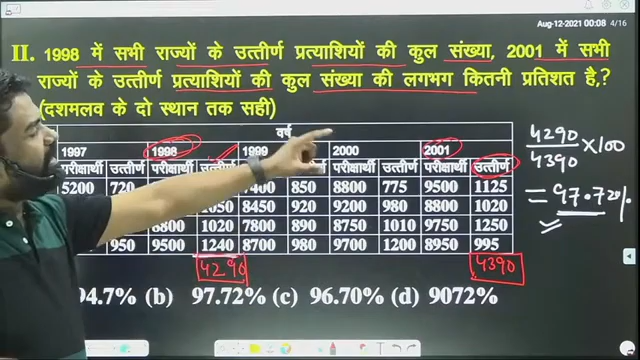 Aug-12-2021 00:08 4/16
II. 1998 में सभी राज्यों के उत्तीर्ण प्रत्याशियों की कुल संख्या, 2001 में सभी
राज्यों के उत्तीर्ण प्रत्याशियों की कुल संख्या की लगभग कितनी प्रतिशत है,?
(दशमलव के दो स्थान तक सही)
4290/4390 ×100
= 97.72%
वर्ष
1997 1998 1999 2000 2001
परीक्षार्थी उत्तीर्ण परीक्षार्थी उत्तीर्ण परीक्षार्थी 2000 उत्तीर्ण परीक्षार्थी उत्तीर्ण
5200 720 7400 850 8800 775 9500 1125
1050 8450 920 9200 980 8800 1020
8800 1020 7800 890 8750 1010 9750 1250
950 9500 1240 8700 980 9700 1200 8950 995
4290 4390
94.7% (b) 97.72% (c) 96.70% (d) 9072%